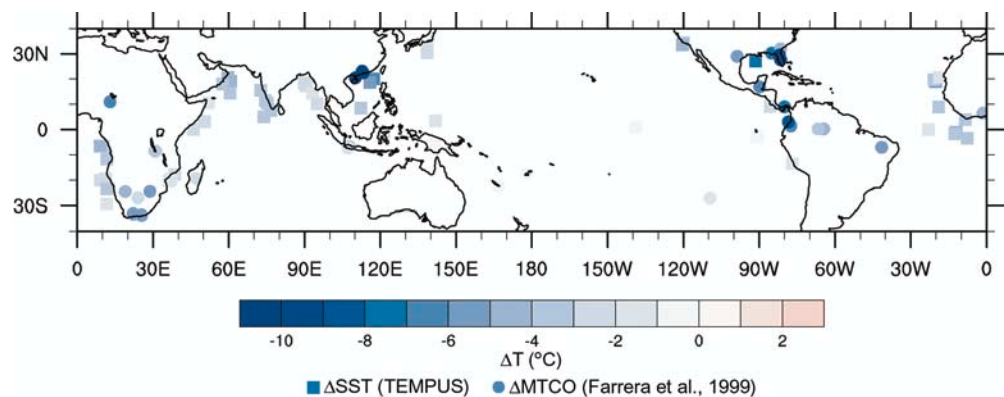 30N
0
30S
0 30E 60E 90E 120E 150E 180 150W 120W 90W 60W 30W 0
-10 -8 -6 -4 -2 0 2
ΔT (°C)
ΔSST (TEMPUS) ΔMTCO (Farrera et al., 1999)